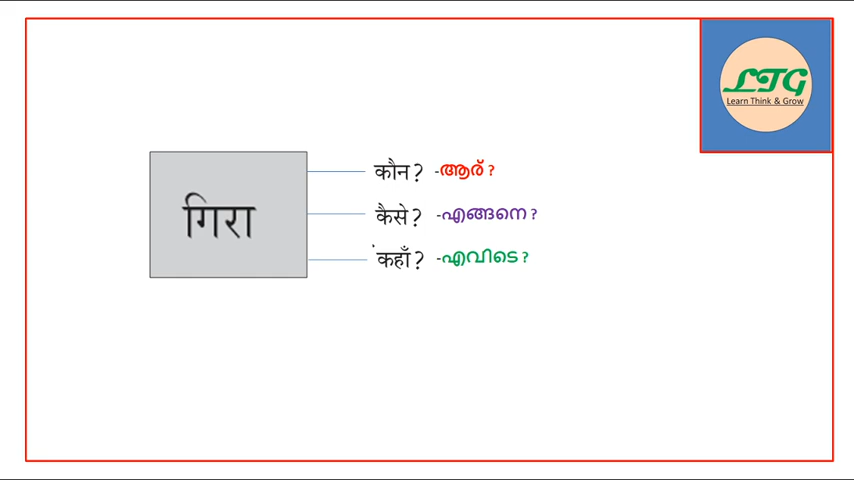 LTG
Learn Think & Grow
गिरा
कौन? -ആര് ?
कैसे? -എങ്ങനെ ?
कहाँ? -എവിടെ ?